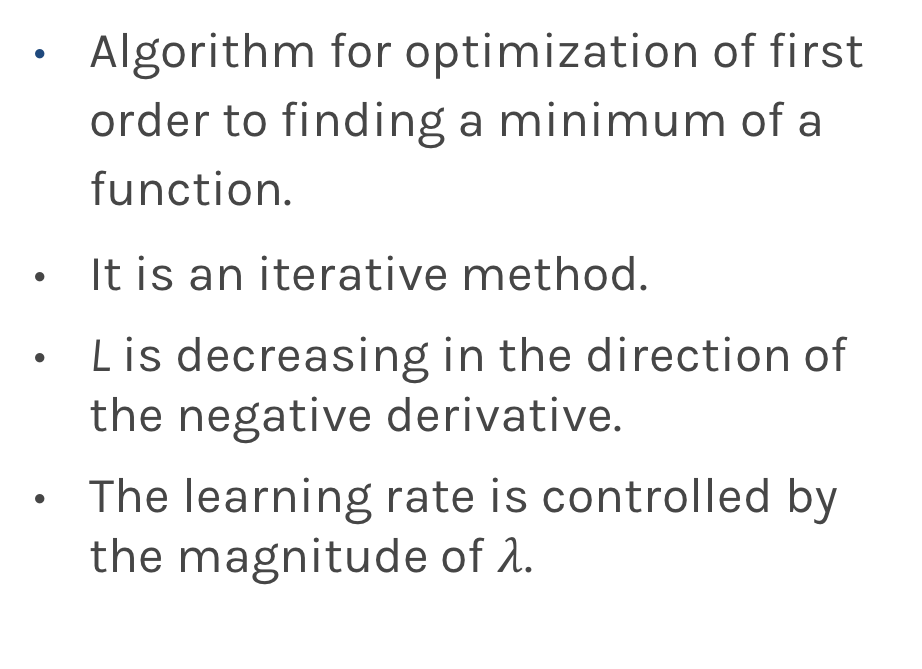 • Algorithm for optimization of first
order to finding a minimum of a
function.
• It is an iterative method.
• L is decreasing in the direction of
the negative derivative.
• The learning rate is controlled by
the magnitude of λ.